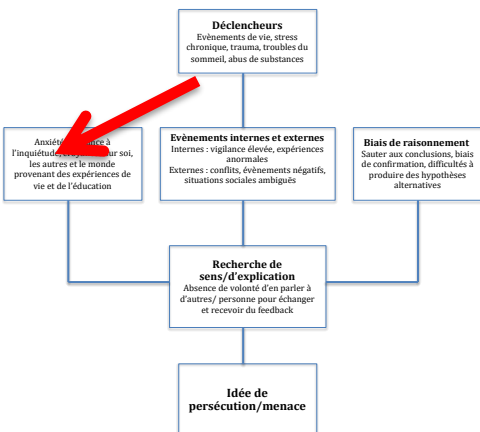 Déclencheurs
Evènements de vie, stress
chronique, trauma, troubles du
sommeil, abus de substances
Anxiété à
l'inquiétude, soi,
les autres et le monde
provenant des expériences de
vie et de l'éducation
Evènements internes et externes
Internes : vigilance élevée, expériences
anormales
Externes : conflits, évènements négatifs,
situations sociales ambiguës
Biais de raisonnement
Sauter aux conclusions, biais
de confirmation, difficultés à
produire des hypothèses
alternatives
Recherche de
sens/d'explication
Absence de volonté d'en parler à
d'autres/ personne pour échanger
et recevoir du feedback
Idée de
persécution/menace